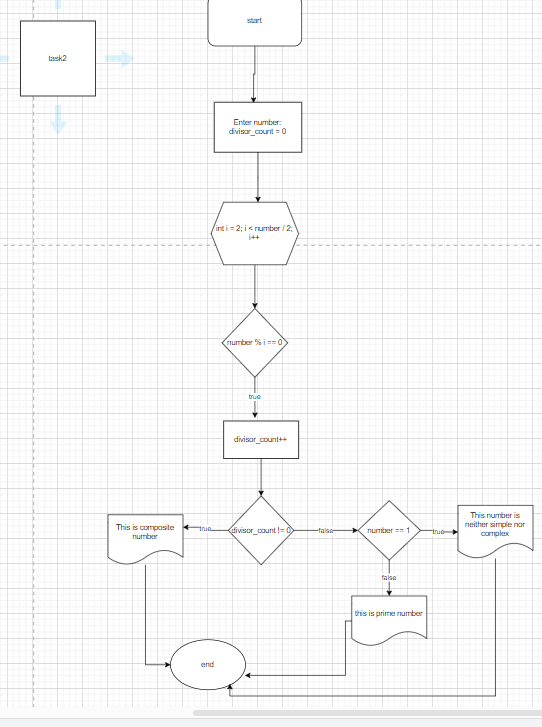 start
task2
Enter number:
divisor_count = 0
int i = 2; i < number / 2;
i++
number % i == 0
true
divisor_count++
This is composite
number
true
divisor_count != 0
false
number == 1
true
This number is
neither simple nor
complex
false
this is prime number
end